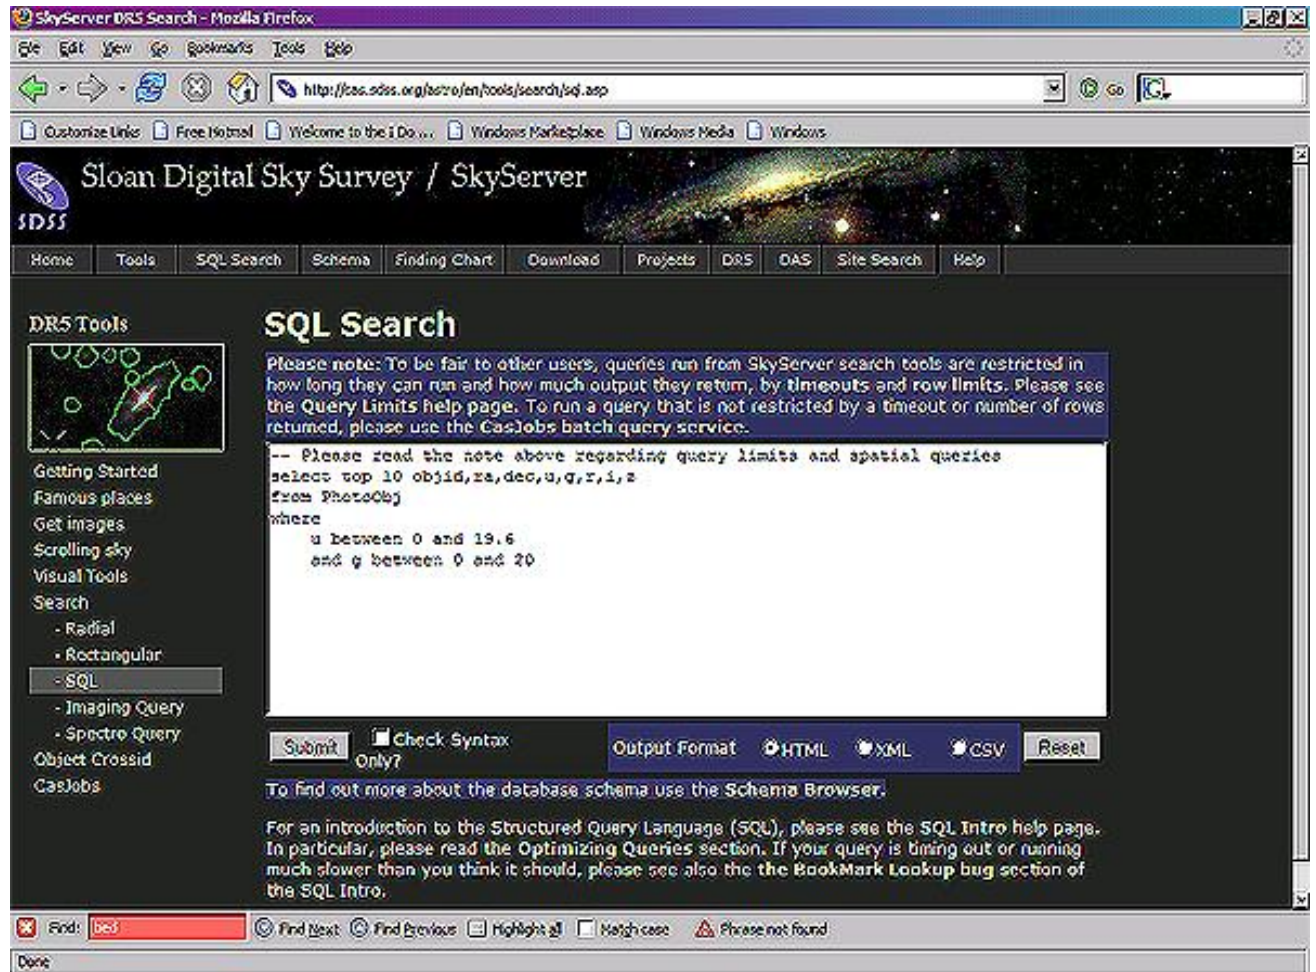 SkyServer DR5 Search - Mozilla Firefox
File Edit View Go Bookmarks Tools Help
http://cas.sdss.org/astro/en/tools/search/sql.asp
Go
G
Customize Links Free Hotmail Welcome to the i Do .... Windows Marketplace Windows Media Windows
SDSS
Sloan Digital Sky Survey / SkyServer
Home Tools SQL Search Schema Finding Chart Download Projects DR5 DAS Site Search Help
DR5 Tools
Getting Started
Famous places
Get images
Scrolling sky
Visual Tools
Search
- Radial
- Rectangular
- SQL
- Imaging Query
- Spectro Query
Object Crossid
CasJobs
SQL Search
Please note: To be fair to other users, queries run from SkyServer search tools are restricted in
how long they can run and how much output they return, by timeouts and row limits. Please see
the Query Limits help page. To run a query that is not restricted by a timeout or number of rows
returned, please use the CasJobs batch query service.
-- Please read the note above regarding query limits and spatial queries
select top 10 objid,ra,dec,u,g,r,i,z
from PhotoObj
where
u between 0 and 19.6
and g between 0 and 20
Submit Check Syntax
Only?
Output Format HTML XML CSV Reset
To find out more about the database schema use the Schema Browser.
For an introduction to the Structured Query Language (SQL), please see the SQL Intro help page.
In particular, please read the Optimizing Queries section. If your query is timing out or running
much slower than you think it should, please see also the the BookMark Lookup bug section of
the SQL Intro.
Find: bed Find Next Find Previous Highlight all Match case Phrase not found
Done